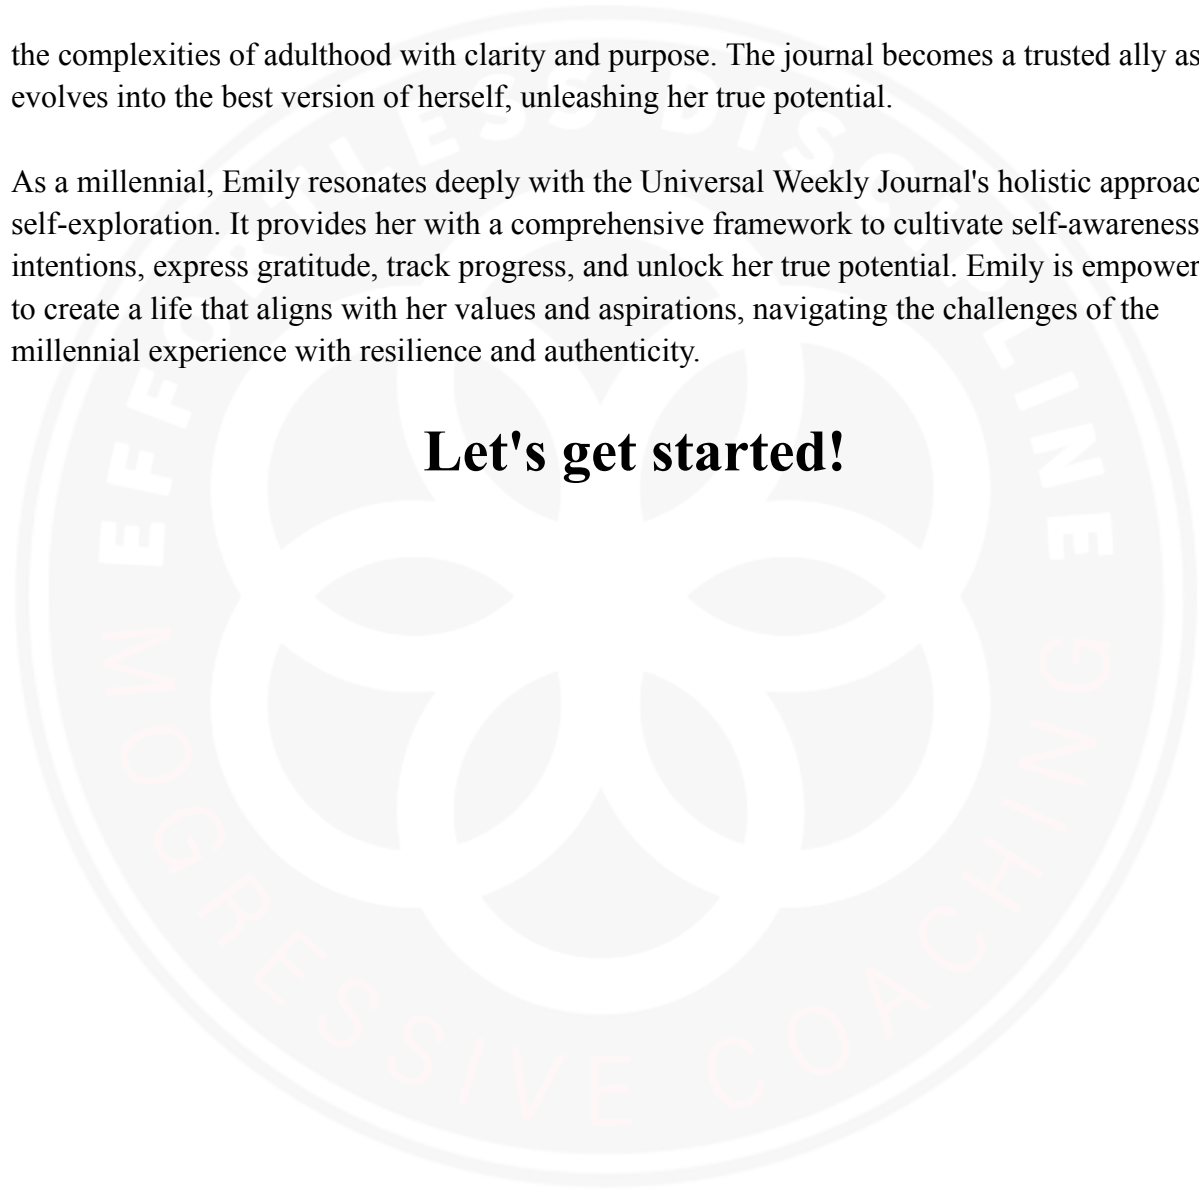 the complexities of adulthood with clarity and purpose. The journal becomes a trusted ally as
evolves into the best version of herself, unleashing her true potential.
As a millennial, Emily resonates deeply with the Universal Weekly Journal's holistic approac
self-exploration. It provides her with a comprehensive framework to cultivate self-awareness
intentions, express gratitude, track progress, and unlock her true potential. Emily is empower
to create a life that aligns with her values and aspirations, navigating the challenges of the
millennial experience with resilience and authenticity.
Let's get started!
EFFORTLESS DISCIPLINE
MOGRESSIVE COACHING